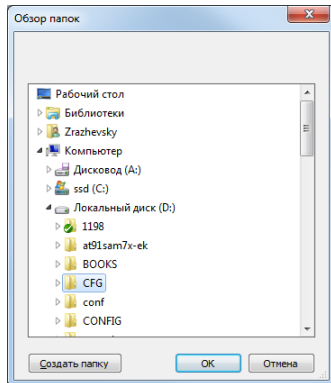 Обзор папок
Рабочий стол
Библиотеки
Zrazhevsky
Компьютер
Дисковод (A:)
ssd (C:)
Локальный диск (D:)
1198
at91sam7x-ek
BOOKS
CFG
conf
CONFIG
Создать папку
OK
Отмена